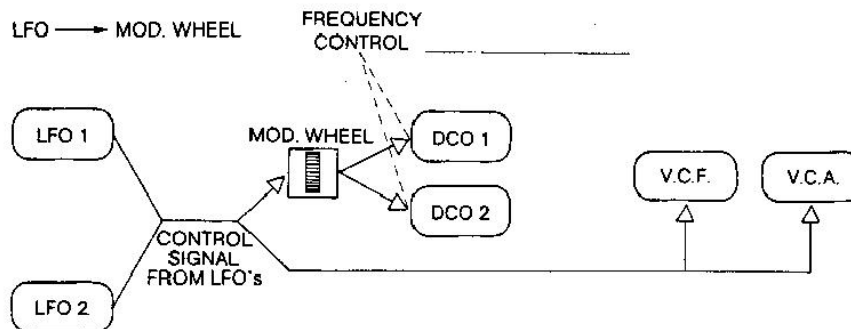 LFO → MOD. WHEEL
FREQUENCY
CONTROL
LFO 1
MOD. WHEEL
DCO 1
V.C.F.
V.C.A.
DCO 2
CONTROL
SIGNAL
FROM LFO's
LFO 2